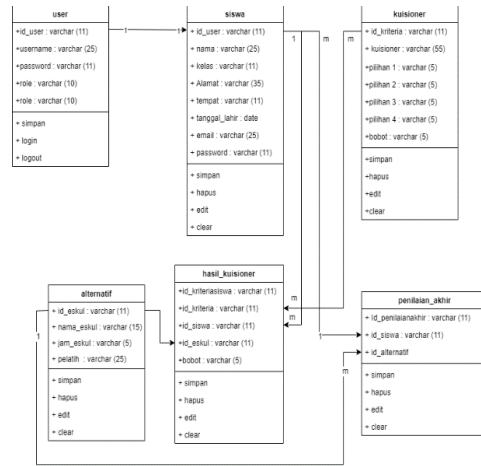 user
+id_user : varchar (11)
+username : varchar (25)
+password : varchar (11)
+role : varchar (10)
+role : varchar (10)
+ simpan
+ login
+ logout
1
1
siswa
+ id_user : varchar (11)
+ nama : varchar (25)
+ kelas : varchar (11)
+ Alamat : varchar (35)
+ tempat : varchar (11)
+ tanggal_lahir : date
+ email : varchar (25)
+ password : varchar (11)
+ simpan
+ hapus
+ edit
+ clear
1
m
m
kuisioner
+ id_kriteria : varchar (11)
+ kuisioner : varchar (55)
+pilihan 1 : varchar (5)
+pilihan 2 : varchar (5)
+pilihan 3 : varchar (5)
+pilihan 4 : varchar (5)
+bobot : varchar (5)
+simpan
+hapus
+edit
+clear
alternatif
+ id_eskul : varchar (11)
+ nama_eskul : varchar (15)
+ jam_eskul : varchar (5)
+ pelatih : varchar (25)
+ simpan
+ hapus
+ edit
+ clear
1
hasil_kuisioner
+id_kriteriasiswa : varchar (11)
+id_kriteria : varchar (11)
+id_siswa : varchar (11)
+id_eskul : varchar (11)
+bobot : varchar (5)
+ simpan
+ hapus
+ edit
+ clear
m
m
1
m
penilaian_akhir
+ id_penilaianakhir : varchar (11)
+ id_siswa : varchar (11)
+ id_alternatif
+ simpan
+ hapus
+ edit
+ clear